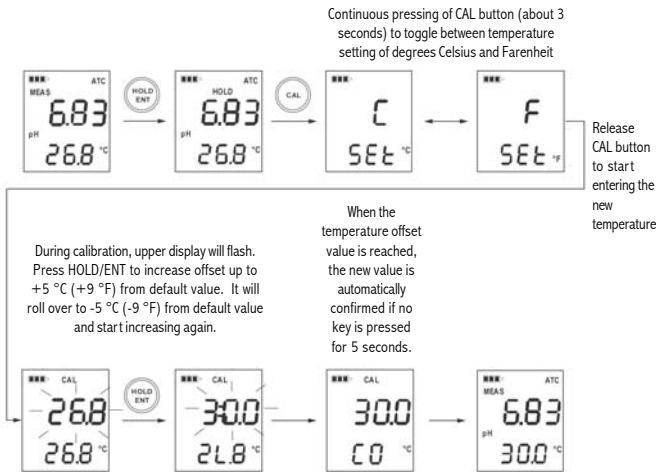 Continuous pressing of CAL button (about 3
seconds) to toggle between temperature
setting of degrees Celsius and Farenheit
ATC
MEAS
6.83
pH
26.8 °C
HOLD
ENT
ATC
HOLD
6.83
pH
26.8 °C
CAL
C
SEt °C
F
SEt °F
Release
CAL button
to start
entering the
new
temperature
During calibration, upper display will flash.
Press HOLD/ENT to increase offset up to
+5 °C (+9 °F) from default value. It will
roll over to -5 °C (-9 °F) from default value
and start increasing again.
When the
temperature offset
value is reached,
the new value is
automatically
confirmed if no
key is pressed
for 5 seconds.
CAL
26.8
26.8 °C
HOLD
ENT
CAL
30.0
2L.8 °C
CAL
30.0
CO °C
ATC
MEAS
6.83
pH
30.0 °C